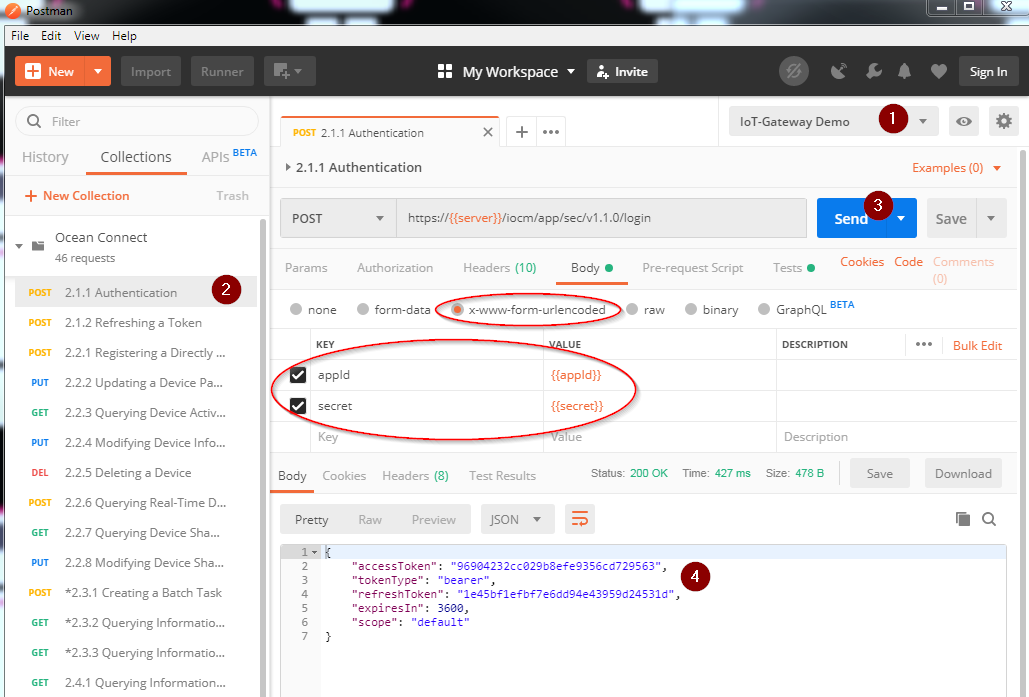 Postman
File Edit View Help
New Import Runner My Workspace Invite Sign In
Filter
History Collections APIs BETA
New Collection Trash
Ocean Connect
46 requests
POST 2.1.1 Authentication 2
POST 2.1.2 Refreshing a Token
POST 2.2.1 Registering a Directly ...
PUT 2.2.2 Updating a Device Pa...
GET 2.2.3 Querying Device Activ...
PUT 2.2.4 Modifying Device Info...
DEL 2.2.5 Deleting a Device
POST 2.2.6 Querying Real-Time D...
GET 2.2.7 Querying Device Sha...
PUT 2.2.8 Modifying Device Sha...
POST *2.3.1 Creating a Batch Task
GET *2.3.2 Querying Informatio...
GET *2.3.3 Querying Informatio...
GET 2.4.1 Querying Information...
POST 2.1.1 Authentication
IoT-Gateway Demo 1
2.1.1 Authentication Examples (0)
POST https://{{server}}/iocm/app/sec/v1.1.0/login Send 3 Save
Params Authorization Headers (10) Body Pre-request Script Tests Cookies Code Comments (0)
none form-data x-www-form-urlencoded raw binary GraphQL BETA
KEY VALUE DESCRIPTION Bulk Edit
appId {{appId}}
secret {{secret}}
Key Value Description
Body Cookies Headers (8) Test Results Status: 200 OK Time: 427 ms Size: 478 B Save Download
Pretty Raw Preview JSON
1 {
2 "accessToken": "96904232cc029b8efe9356cd729563",
3 "tokenType": "bearer", 4
4 "refreshToken": "1e45bf1efbf7e6dd94e43959d24531d",
5 "expiresIn": 3600,
6 "scope": "default"
7 }